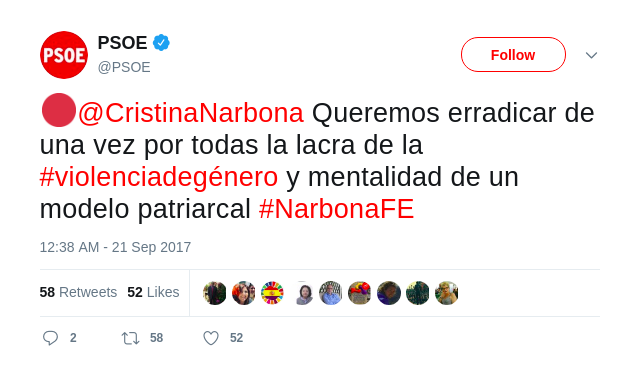 PSOE
PSOE
@PSOE
Follow
@CristinaNarbona Queremos erradicar de
una vez por todas la lacra de la
#violenciadegénero y mentalidad de un
modelo patriarcal #NarbonaFE
12:38 AM - 21 Sep 2017
58 Retweets 52 Likes
2 58 52